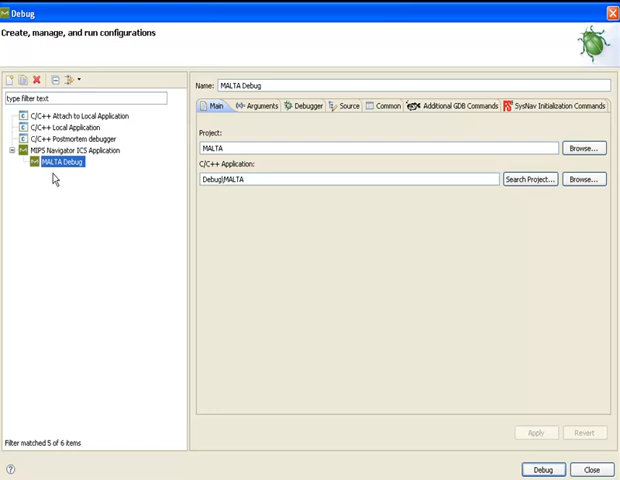 Debug
Create, manage, and run configurations
type filter text
C/C++ Attach to Local Application
C/C++ Local Application
C/C++ Postmortem debugger
MIPS Navigator ICS Application
MALTA Debug
Filter matched 5 of 6 items
Name: MALTA Debug
Main Arguments Debugger Source Common Additional GDB Commands SysNav Initialization Commands
Project:
MALTA Browse...
C/C++ Application:
Debug\MALTA Search Project... Browse...
Apply Revert
? Debug Close